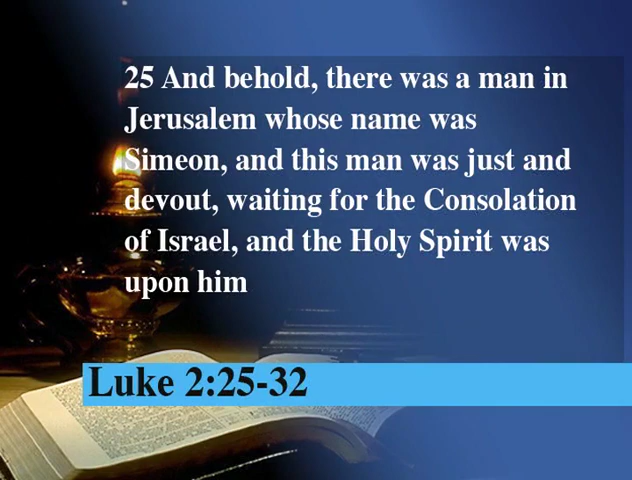 25 And behold, there was a man in
Jerusalem whose name was
Simeon, and this man was just and
devout, waiting for the Consolation
of Israel, and the Holy Spirit was
upon him
Luke 2:25-32